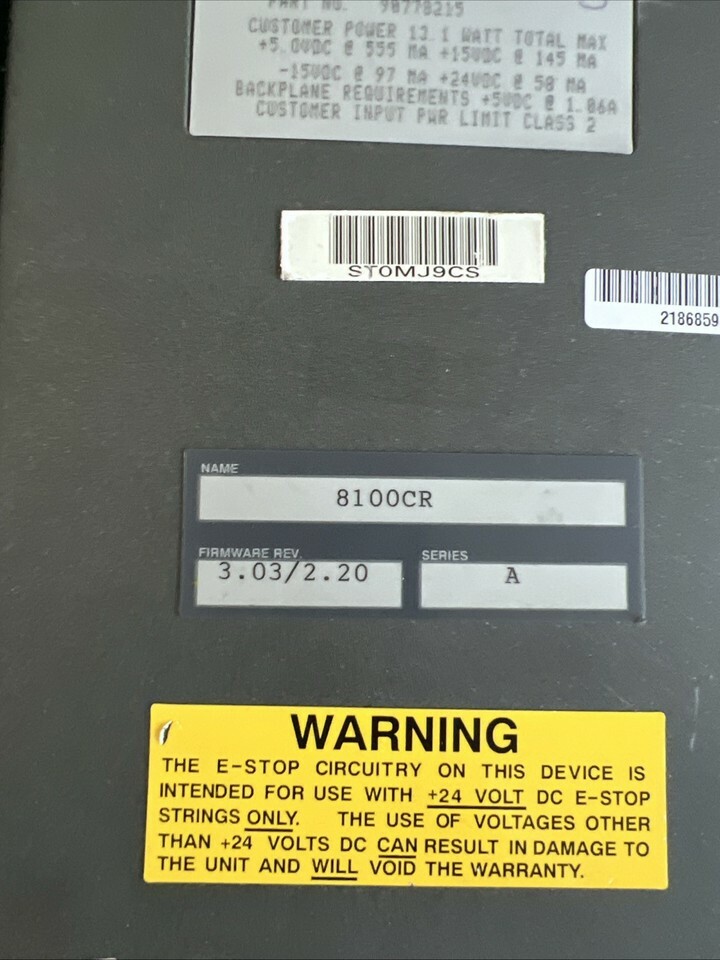 PART NO. 90778215
CUSTOMER POWER 13.1 WATT TOTAL MAX
+5.0VDC @ 555 MA +15VDC @ 145 MA
-15VDC @ 97 MA +24VDC @ 50 MA
BACKPLANE REQUIREMENTS +5VDC @ 1.06A
CUSTOMER INPUT PWR LIMIT CLASS 2
ST0MJ9CS
2186859
NAME
8100CR
FIRMWARE REV.
3.03/2.20
SERIES
A
WARNING
THE E-STOP CIRCUITRY ON THIS DEVICE IS
INTENDED FOR USE WITH +24 VOLT DC E-STOP
STRINGS ONLY. THE USE OF VOLTAGES OTHER
THAN +24 VOLTS DC CAN RESULT IN DAMAGE TO
THE UNIT AND WILL VOID THE WARRANTY.